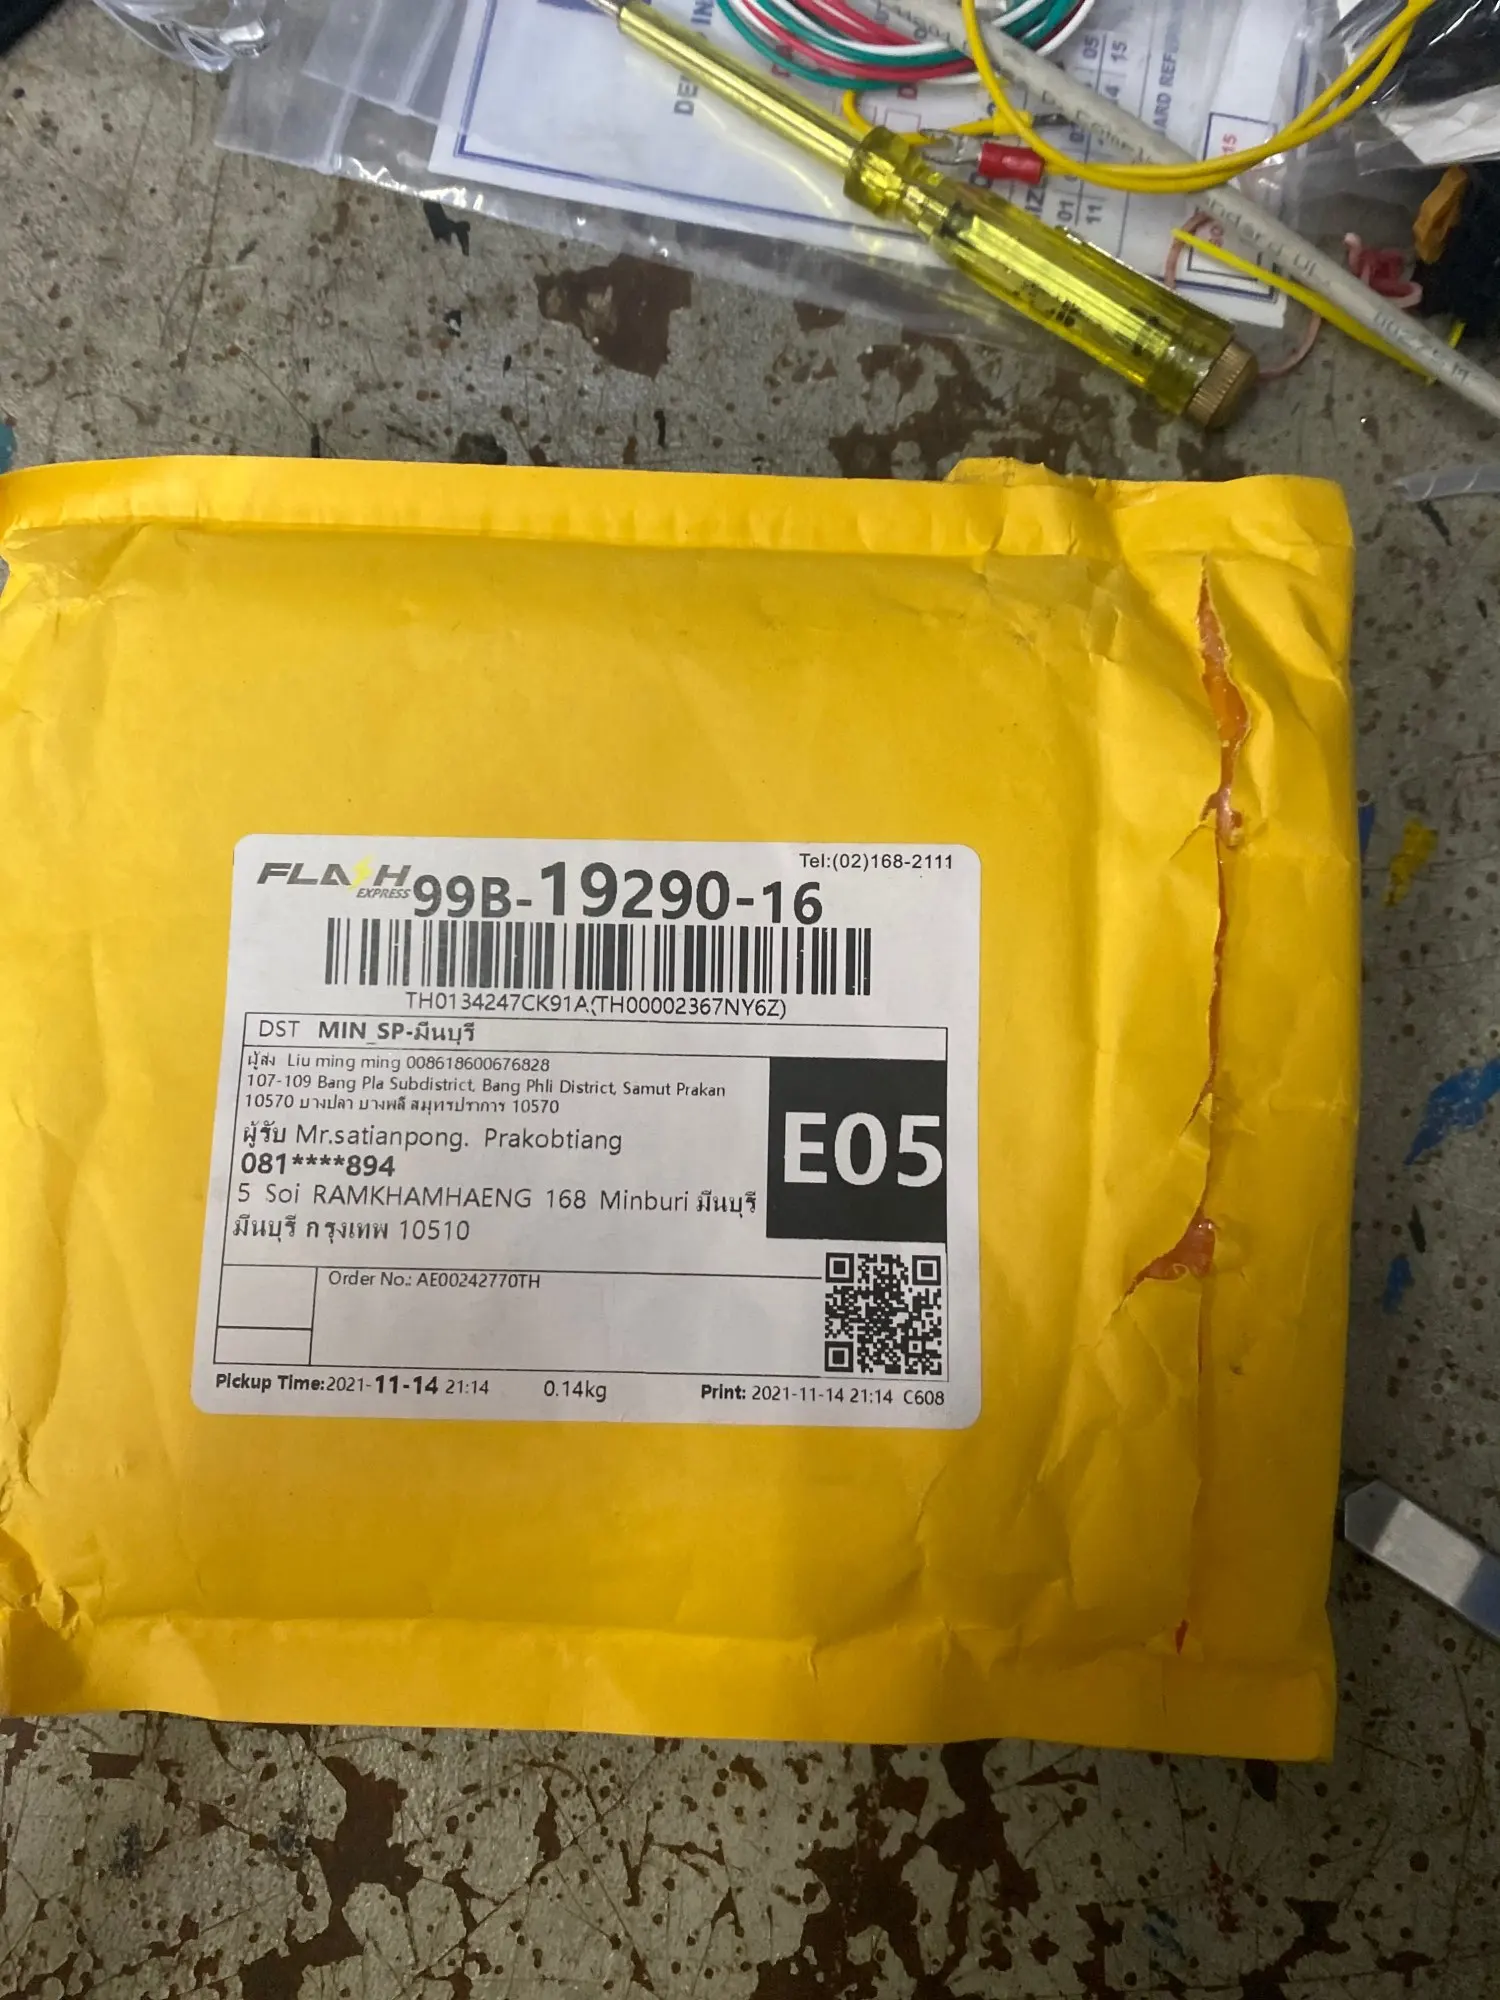 FLASH EXPRESS
Tel:(02)168-2111
99B-19290-16
TH0134247CK91A(TH00002367NY6Z)
DST MIN_SP-มีนบุรี
ผู้ส่ง Liu ming ming 008618600676828
107-109 Bang Pla Subdistrict, Bang Phli District, Samut Prakan
10570 บางปลา บางพลี สมุทรปราการ 10570
ผู้รับ Mr.satianpong. Prakobtiang
081****894
5 Soi RAMKHAMHAENG 168 Minburi มีนบุรี
มีนบุรี กรุงเทพ 10510
E05
Order No.: AE00242770TH
Pickup Time:2021-11-14 21:14 0.14kg Print: 2021-11-14 21:14 C608